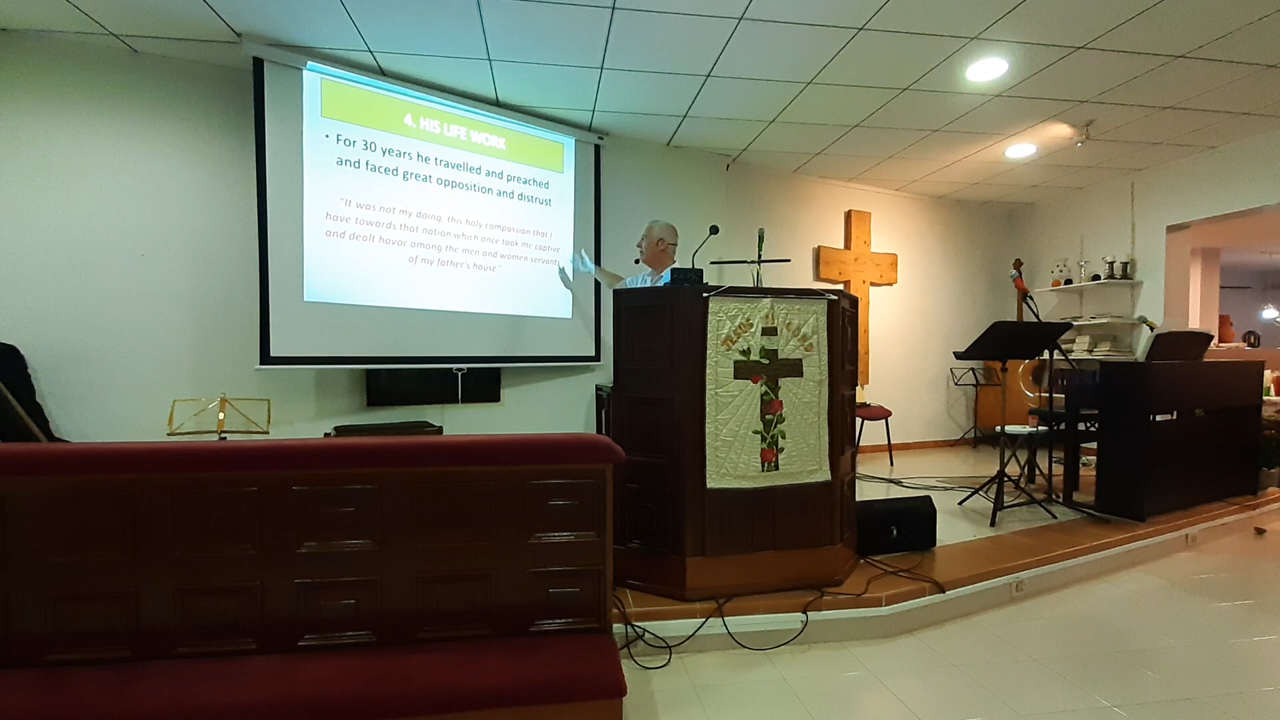 4. HIS LIFE WORK
• For 30 years he travelled and preached
and faced great opposition and distrust
"It was not my doing, this holy compassion that I
have towards that nation which once took me captive
and dealt havoc among the men and women servants
of my father's house"